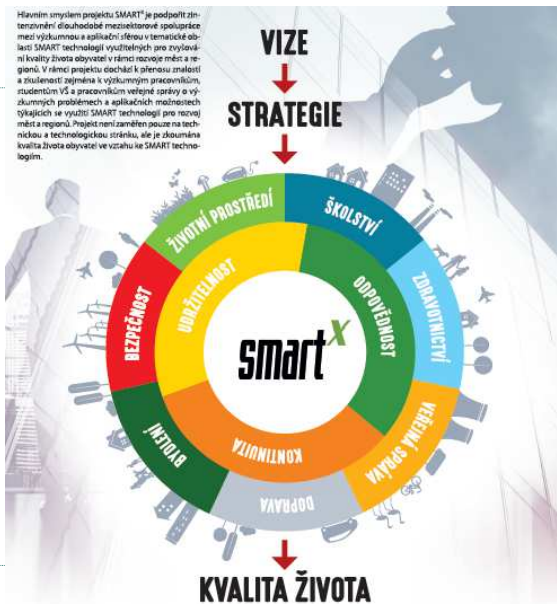 Hlavním smyslem projektu SMARTˣ je podpořit zin-
tenzivnění dlouhodobé mezisektorové spolupráce
mezi výzkumnou a aplikační sférou v tematické ob-
lasti SMART technologií využitelných pro zvyšová-
ní kvality života obyvatel v rámci rozvoje měst a re-
gionů. V rámci projektu dochází k přenosu znalostí
a zkušeností zejména k výzkumným pracovníkům,
studentům VŠ a pracovníkům veřejné správy o vý-
zkumných problémech a aplikačních možnostech
týkajících se využití SMART technologií pro rozvoj
měst a regionů. Projekt není zaměřen pouze na tech-
nickou a technologickou stránku, ale je zkoumána
kvalita života obyvatel ve vztahu ke SMART techno-
logiím.
VIZE
STRATEGIE
ŽIVOTNÍ PROSTŘEDÍ
ŠKOLSTVÍ
ZDRAVOTNICTVÍ
VEŘEJNÁ SPRÁVA
DOPRAVA
BYDLENÍ
BEZPEČNOST
UDRŽITELNOST
ODPOVĚDNOST
KONTINUITA
smartˣ
KVALITA ŽIVOTA